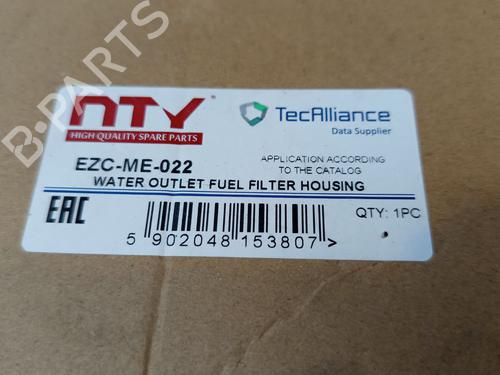 B-PARTS
NTY
HIGH QUALITY SPARE PARTS
TecAlliance
Data Supplier
EZC-ME-022
APPLICATION ACCORDING
TO THE CATALOG
WATER OUTLET FUEL FILTER HOUSING
EAC
QTY: 1PC
5 902048 153807 >